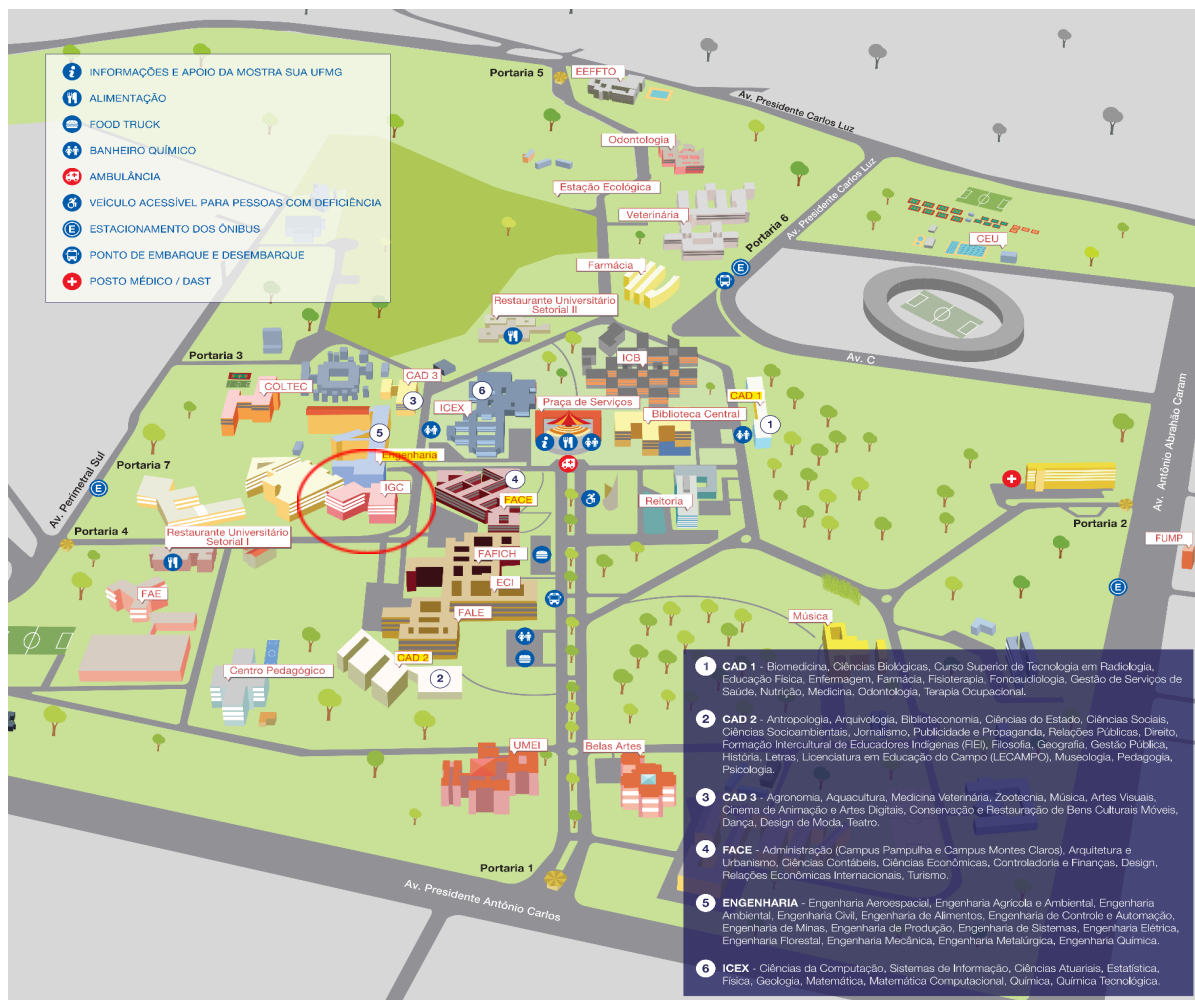 INFORMAÇÕES E APOIO DA MOSTRA SUA UFMG
ALIMENTAÇÃO
FOOD TRUCK
BANHEIRO QUÍMICO
AMBULÂNCIA
VEÍCULO ACESSÍVEL PARA PESSOAS COM DEFICIÊNCIA
E ESTACIONAMENTO DOS ÔNIBUS
PONTO DE EMBARQUE E DESEMBARQUE
POSTO MÉDICO / DAST
Portaria 5
EEFFTO
Av. Presidente Carlos Luz
Odontologia
Estação Ecológica
Veterinária
Portaria 6
Av. Presidente Carlos Luz
CEU
Farmácia
E
Restaurante Universitário
Setorial II
Portaria 3
ICB
Av. C
COLTEC
CAD 3
3
6
ICEX
Praça de Serviços
Biblioteca Central
CAD 1
1
5
Engenharia
Av. Antônio Abrahão Caram
Portaria 7
E
Av. Perimetral Sul
IGC
4
FACE
Reitoria
Portaria 2
Portaria 4
Restaurante Universitário
Setorial I
FUMP
FAFICH
ECI
E
FAE
FALE
Música
CAD 2
2
Centro Pedagógico
UMEI
Belas Artes
Portaria 1
Av. Presidente Antônio Carlos
1 CAD 1 - Biomedicina, Ciências Biológicas, Curso Superior de Tecnologia em Radiologia,
Educação Física, Enfermagem, Farmácia, Fisioterapia, Fonoaudiologia, Gestão de Serviços de
Saúde, Nutrição, Medicina, Odontologia, Terapia Ocupacional.
2 CAD 2 - Antropologia, Arquivologia, Biblioteconomia, Ciências do Estado, Ciências Sociais,
Ciências Socioambientais, Jornalismo, Publicidade e Propaganda, Relações Públicas, Direito,
Formação Intercultural de Educadores Indígenas (FIEI), Filosofia, Geografia, Gestão Pública,
História, Letras, Licenciatura em Educação do Campo (LECAMPO), Museologia, Pedagogia,
Psicologia.
3 CAD 3 - Agronomia, Aquacultura, Medicina Veterinária, Zootecnia, Música, Artes Visuais,
Cinema de Animação e Artes Digitais, Conservação e Restauração de Bens Culturais Móveis,
Dança, Design de Moda, Teatro.
4 FACE - Administração (Campus Pampulha e Campus Montes Claros), Arquitetura e
Urbanismo, Ciências Contábeis, Ciências Econômicas, Controladoria e Finanças, Design,
Relações Econômicas Internacionais, Turismo.
5 ENGENHARIA - Engenharia Aeroespacial, Engenharia Agrícola e Ambiental, Engenharia
Ambiental, Engenharia Civil, Engenharia de Alimentos, Engenharia de Controle e Automação,
Engenharia de Minas, Engenharia de Produção, Engenharia de Sistemas, Engenharia Elétrica,
Engenharia Florestal, Engenharia Mecânica, Engenharia Metalúrgica, Engenharia Química.
6 ICEX - Ciências da Computação, Sistemas de Informação, Ciências Atuariais, Estatística,
Física, Geologia, Matemática, Matemática Computacional, Química, Química Tecnológica.